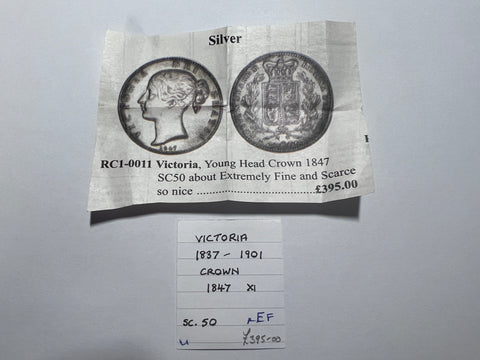 Silver
1847
RC1-0011 Victoria, Young Head Crown 1847
SC50 about Extremely Fine and Scarce
so nice ........................................ £395.00
VICTORIA
1837 - 1901
CROWN
1847 XI
SC. 50 EF
£395-00